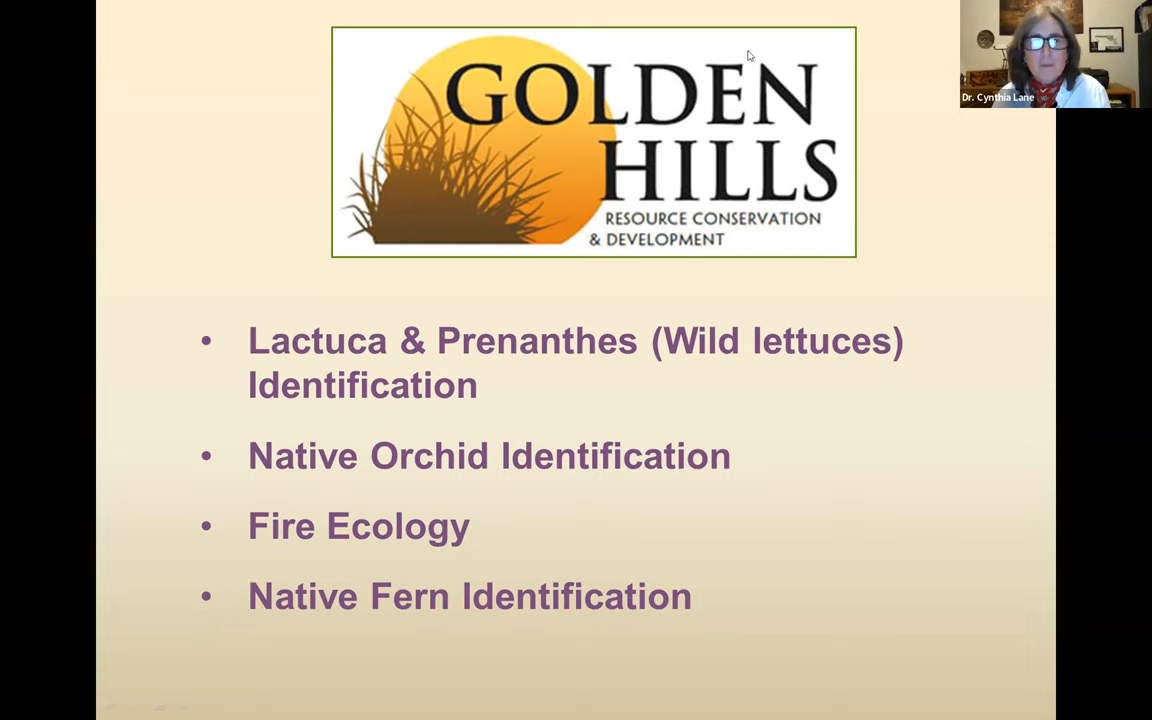 GOLDEN
HILLS
RESOURCE CONSERVATION
& DEVELOPMENT
Dr. Cynthia Lane
• Lactuca & Prenanthes (Wild lettuces)
Identification
• Native Orchid Identification
• Fire Ecology
• Native Fern Identification